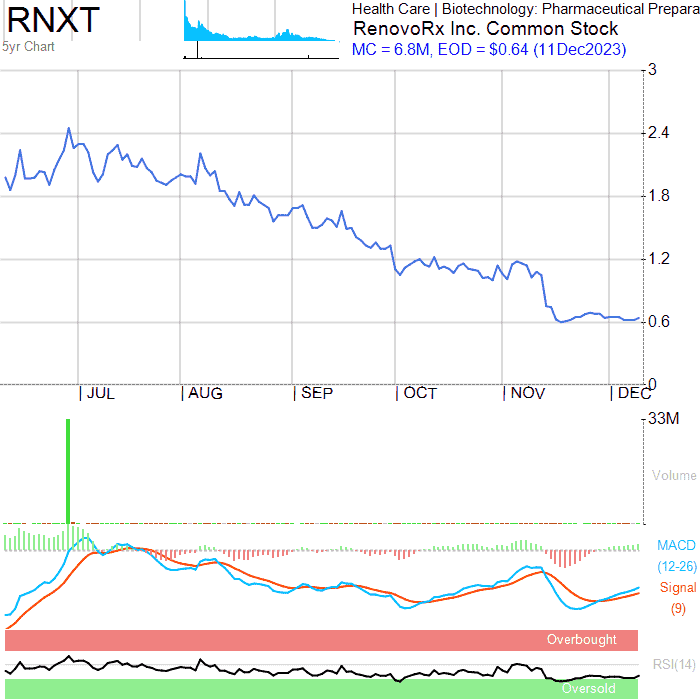 RNXT
5yr Chart
Health Care | Biotechnology: Pharmaceutical Prepara
RenovoRx Inc. Common Stock
MC = 6.8M, EOD = $0.64 (11Dec2023)
3
2.4
1.8
1.2
0.6
0
JUL AUG SEP OCT NOV DEC
33M
Volume
MACD
(12-26)
Signal
(9)
Overbought
RSI(14)
Oversold